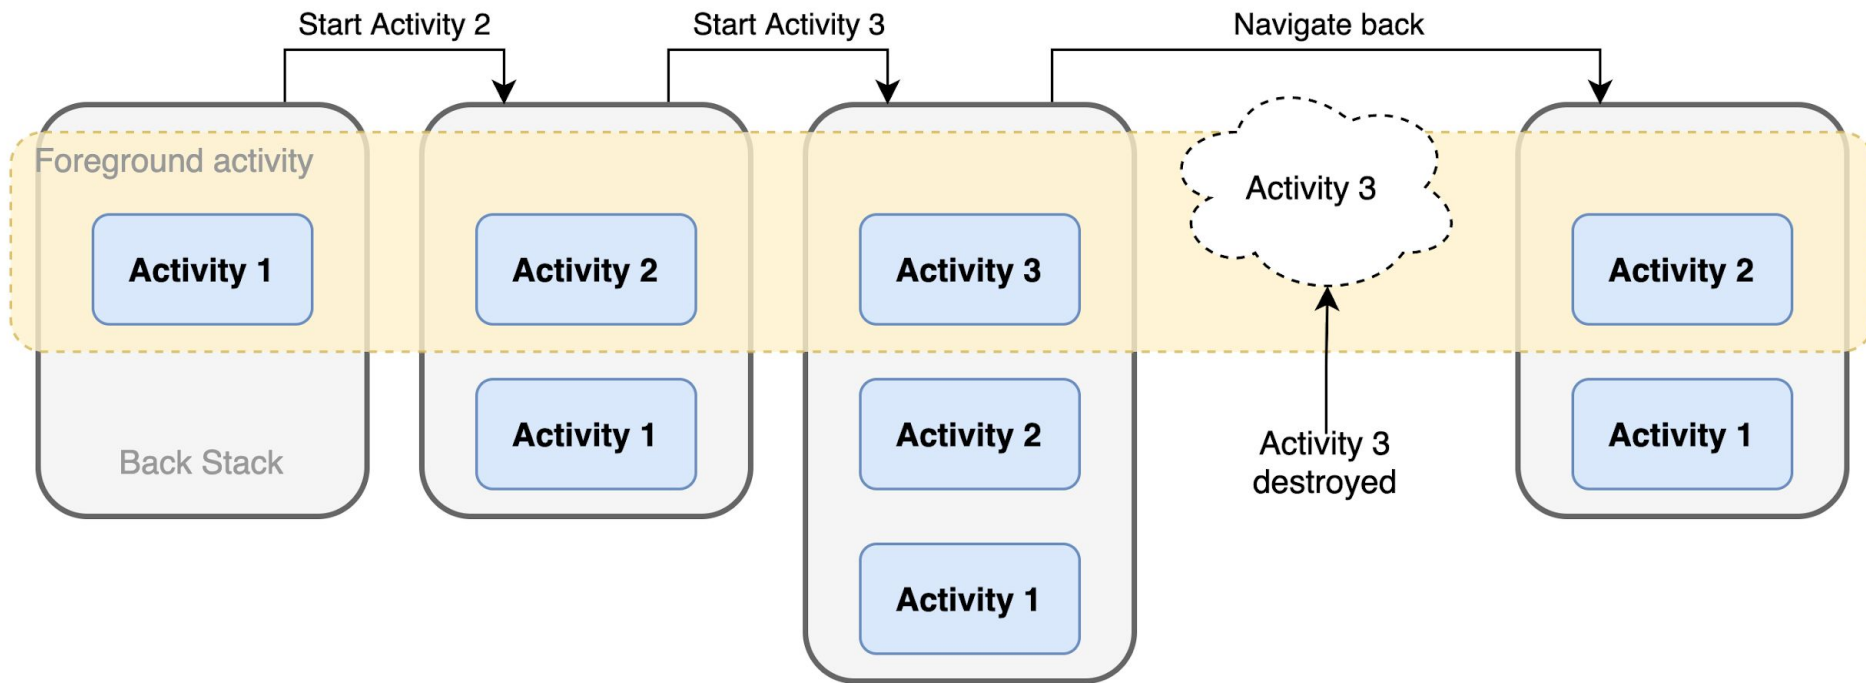 Start Activity 2
Start Activity 3
Navigate back
Foreground activity
Activity 3
Activity 1
Activity 2
Activity 3
Activity 2
Back Stack
Activity 1
Activity 2
Activity 3
destroyed
Activity 1
Activity 1